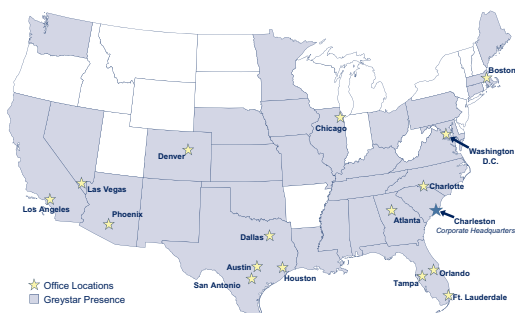 Boston
Chicago
Washington
D.C.
Denver
Las Vegas
Charlotte
Los Angeles
Phoenix
Atlanta
Charleston
Corporate Headquarters
Dallas
Austin
Houston
San Antonio
Orlando
Tampa
Ft. Lauderdale
Office Locations
Greystar Presence